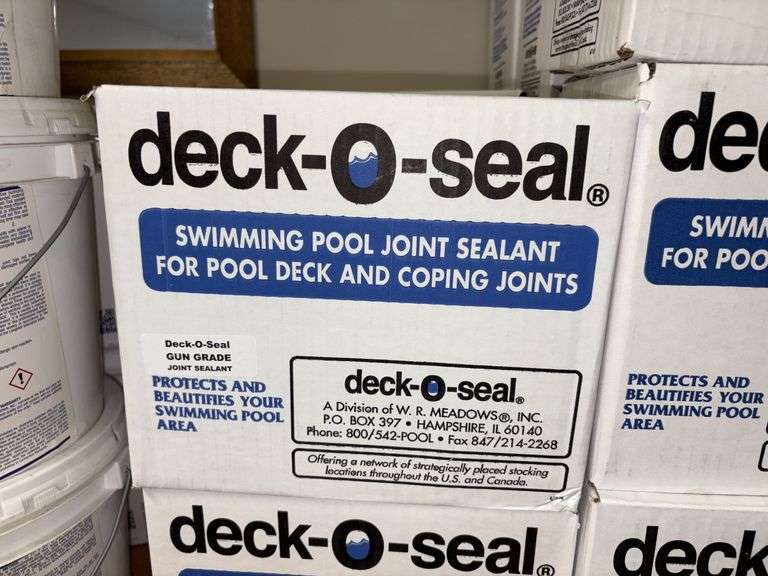 deck-O-seal®
SWIMMING POOL JOINT SEALANT
FOR POOL DECK AND COPING JOINTS
Deck-O-Seal
GUN GRADE
JOINT SEALANT
PROTECTS AND
BEAUTIFIES YOUR
SWIMMING POOL
AREA
deck-O-seal®
A Division of W. R. MEADOWS®, INC.
P.O. BOX 397 • HAMPSHIRE, IL 60140
Phone: 800/542-POOL • Fax 847/214-2268
Offering a network of strategically placed stocking
locations throughout the U.S. and Canada.
de
SWIMM
FOR POO
PROTECTS AND
BEAUTIFIES YOUR
SWIMMING POOL
AREA
deck-O-seal®
deck